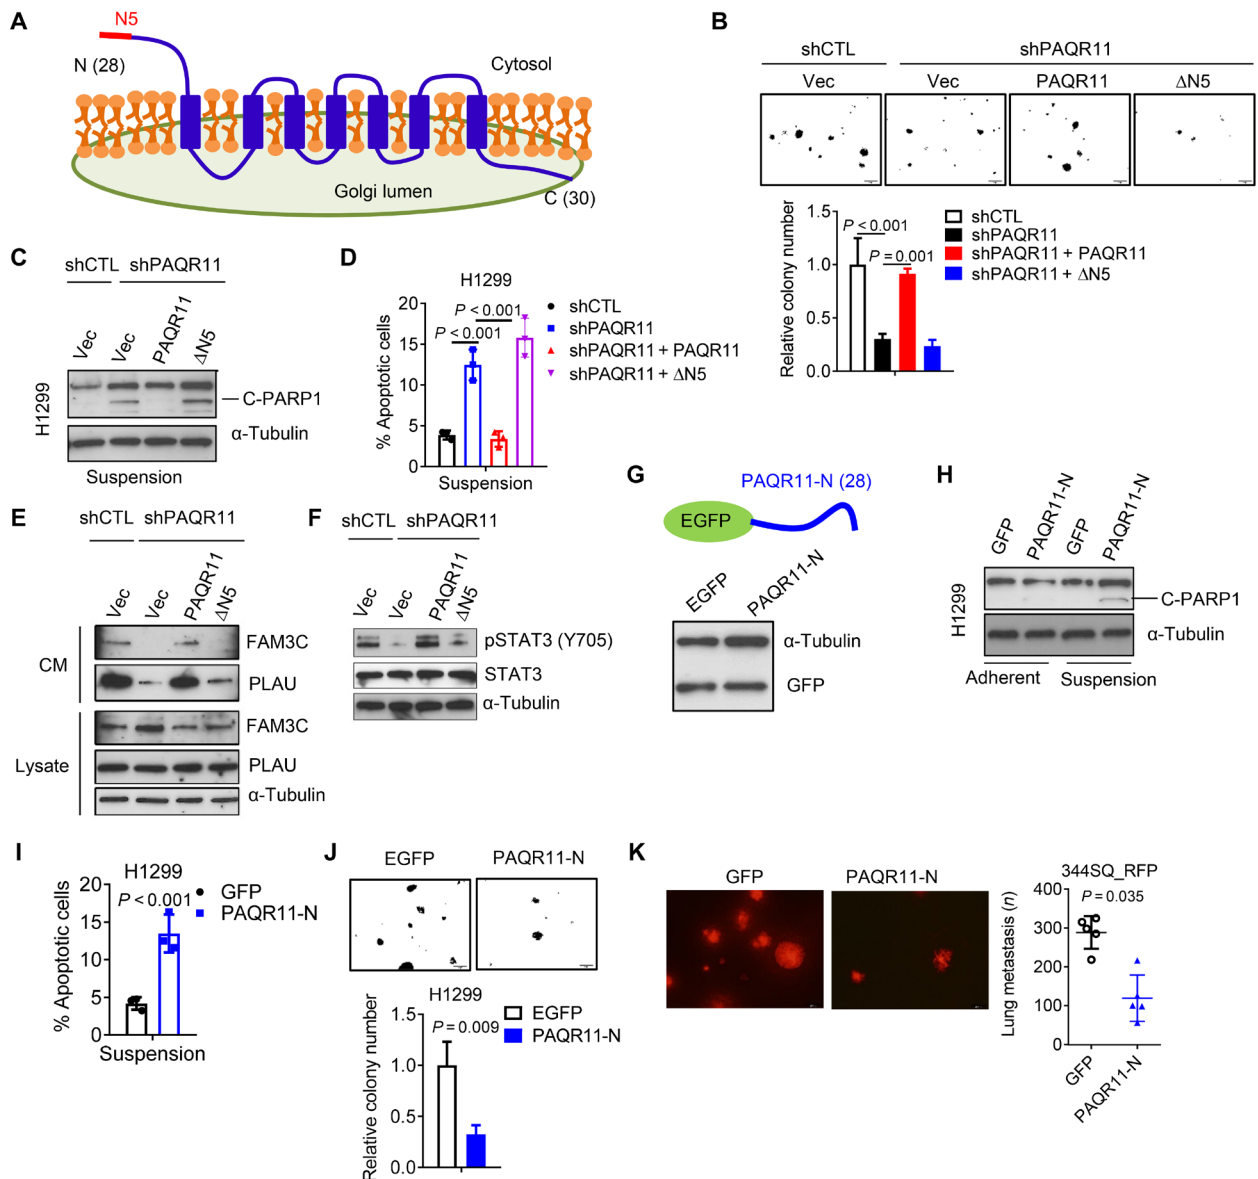 A
N5
N (28)
Cytosol
Golgi lumen
C (30)
B
shCTL
shPAQR11
Vec
Vec
PAQR11
ΔN5
Relative colony number
1.5
1.0
0.5
0.0
P < 0.001
P = 0.001
shCTL
shPAQR11
shPAQR11 + PAQR11
shPAQR11 + ΔN5
C
shCTL
shPAQR11
Vec
Vec
PAQR11
ΔN5
H1299
C-PARP1
α-Tubulin
Suspension
D
H1299
% Apoptotic cells
20
15
10
5
0
P < 0.001
P < 0.001
Suspension
shCTL
shPAQR11
shPAQR11 + PAQR11
shPAQR11 + ΔN5
E
shCTL
shPAQR11
Vec
Vec
PAQR11
ΔN5
CM
FAM3C
PLAU
Lysate
FAM3C
PLAU
α-Tubulin
F
shCTL
shPAQR11
Vec
Vec
PAQR11
ΔN5
pSTAT3 (Y705)
STAT3
α-Tubulin
G
PAQR11-N (28)
EGFP
EGFP
PAQR11-N
α-Tubulin
GFP
H
GFP
PAQR11-N
GFP
PAQR11-N
H1299
C-PARP1
α-Tubulin
Adherent
Suspension
I
H1299
% Apoptotic cells
20
15
10
5
0
P < 0.001
GFP
PAQR11-N
Suspension
J
EGFP
PAQR11-N
H1299
Relative colony number
1.5
1.0
0.5
0.0
P = 0.009
EGFP
PAQR11-N
K
GFP
PAQR11-N
344SQ_RFP
Lung metastasis (n)
400
300
200
100
0
P = 0.035
GFP
PAQR11-N